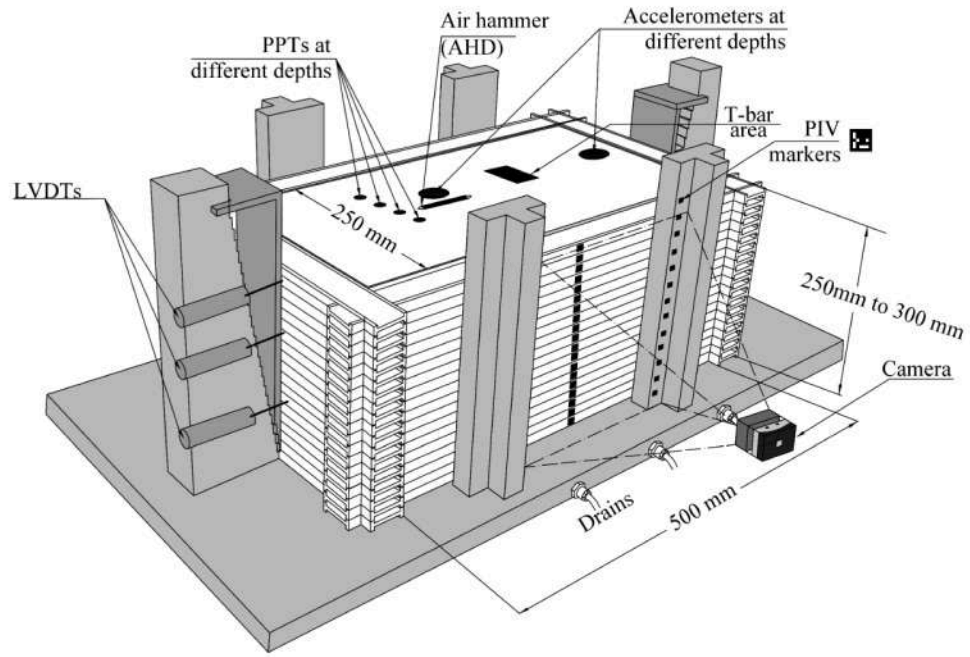 Air hammer
(AHD)
Accelerometers at
different depths
PPTs at
different depths
T-bar
area
PIV
markers
LVDTs
250 mm
250mm to 300 mm
Camera
500 mm
Drains